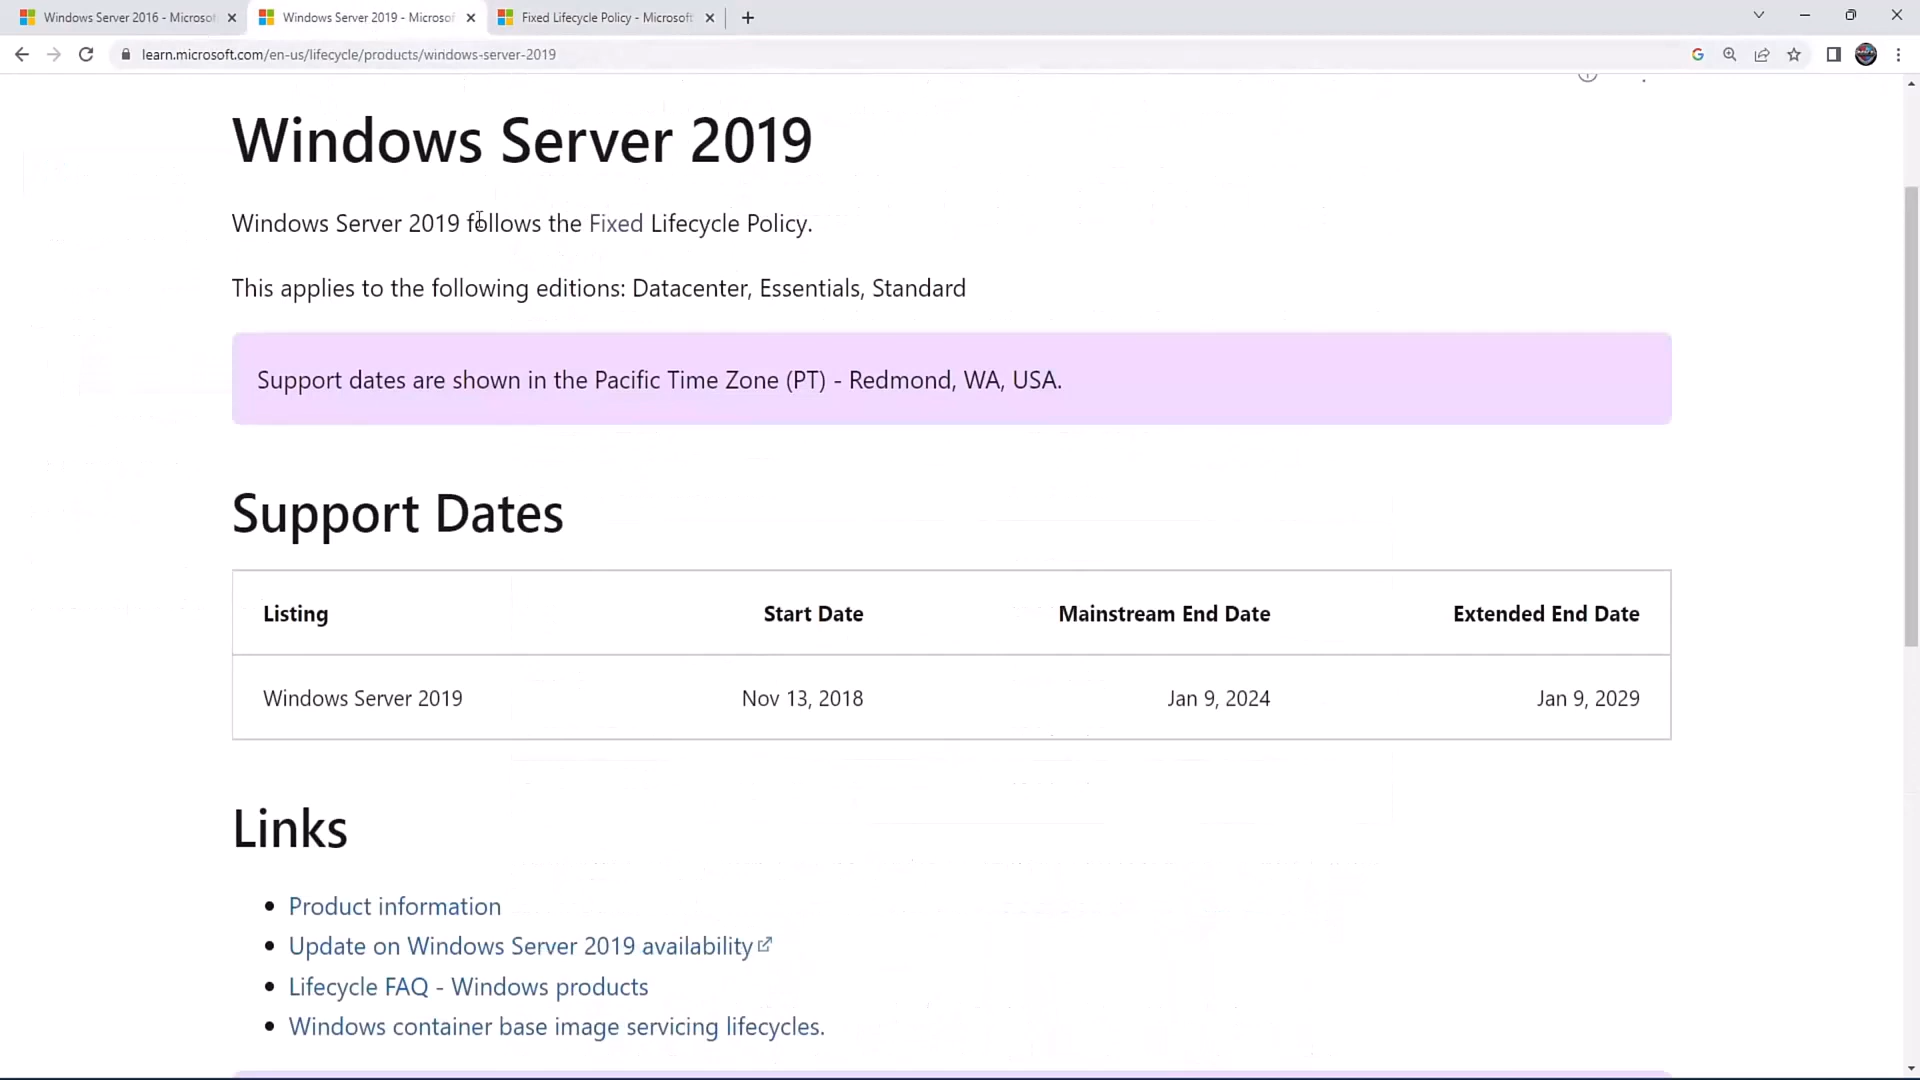 Windows Server 2016 - Microsof
Windows Server 2019 - Microsof
Fixed Lifecycle Policy - Microsoft
learn.microsoft.com/en-us/lifecycle/products/windows-server-2019
Windows Server 2019
Windows Server 2019 follows the Fixed Lifecycle Policy.
This applies to the following editions: Datacenter, Essentials, Standard
Support dates are shown in the Pacific Time Zone (PT) - Redmond, WA, USA.
Support Dates
Listing Start Date Mainstream End Date Extended End Date
Windows Server 2019 Nov 13, 2018 Jan 9, 2024 Jan 9, 2029
Links
Product information
Update on Windows Server 2019 availability
Lifecycle FAQ - Windows products
Windows container base image servicing lifecycles.